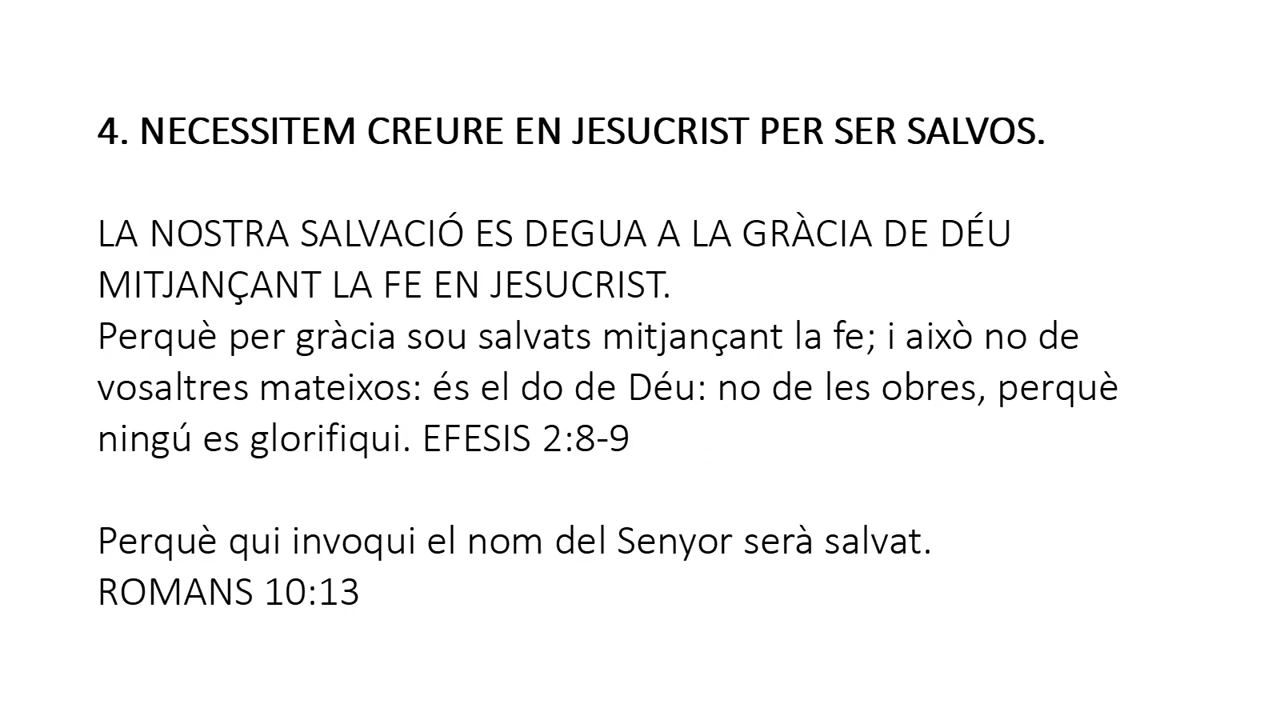 4. NECESSITEM CREURE EN JESUCRIST PER SER SALVOS.
LA NOSTRA SALVACIÓ ES DEGUA A LA GRÀCIA DE DÉU
MITJANÇANT LA FE EN JESUCRIST.
Perquè per gràcia sou salvats mitjançant la fe; i això no de
vosaltres mateixos: és el do de Déu: no de les obres, perquè
ningú es glorifiqui. EFESIS 2:8-9
Perquè qui invoqui el nom del Senyor serà salvat.
ROMANS 10:13